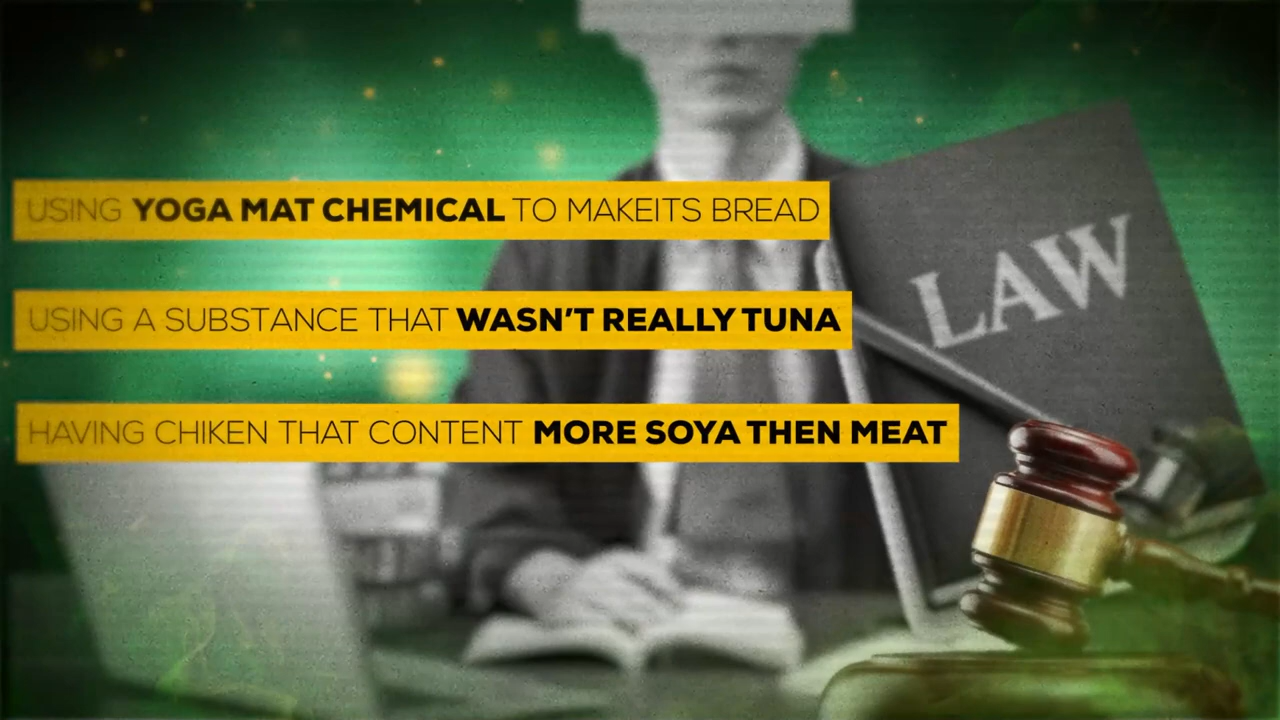 USING YOGA MAT CHEMICAL TO MAKEITS BREAD
USING A SUBSTANCE THAT WASN'T REALLY TUNA
HAVING CHIKEN THAT CONTENT MORE SOYA THEN MEAT
LAW